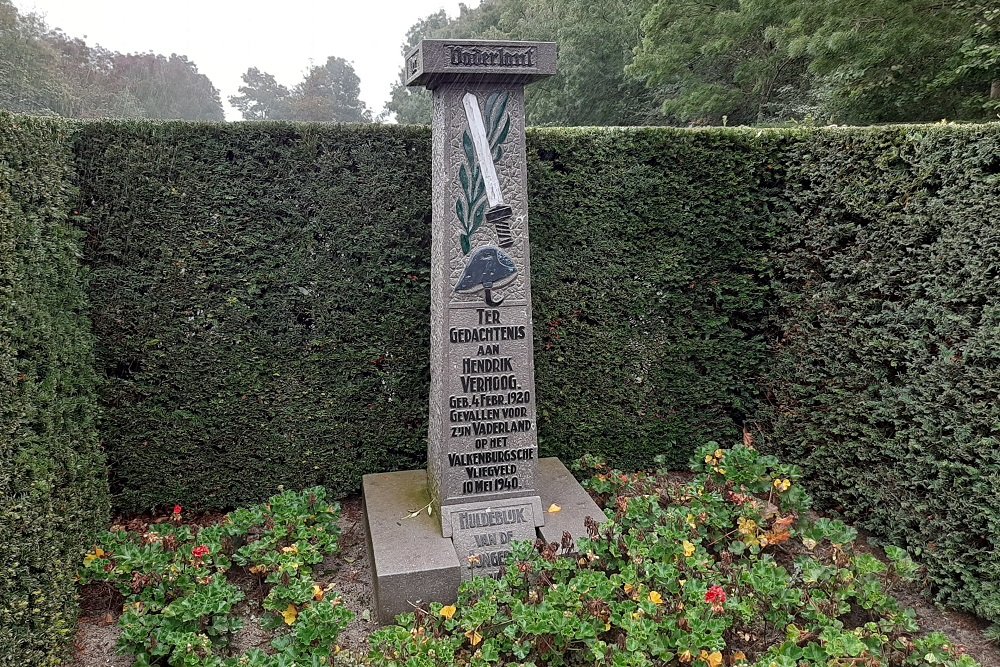 Vaderland
TER
GEDACHTENIS
AAN
HENDRIK
VERHOOG.
GEB. 4 FEBR. 1920
GEVALLEN VOOR
ZIJN VADERLAND
OP HET
VALKENBURGSCHE
VLIEGVELD
10 MEI 1940.
HULDEBLIJK
VAN DE